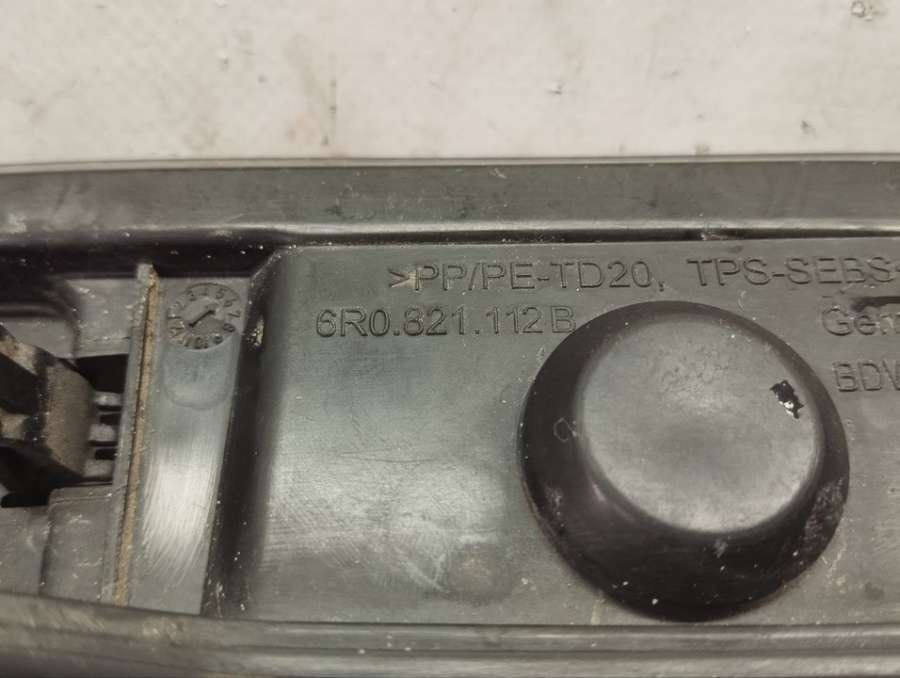 >PP/PE-TD20, TPS-SEBS
6R0.821.112 B